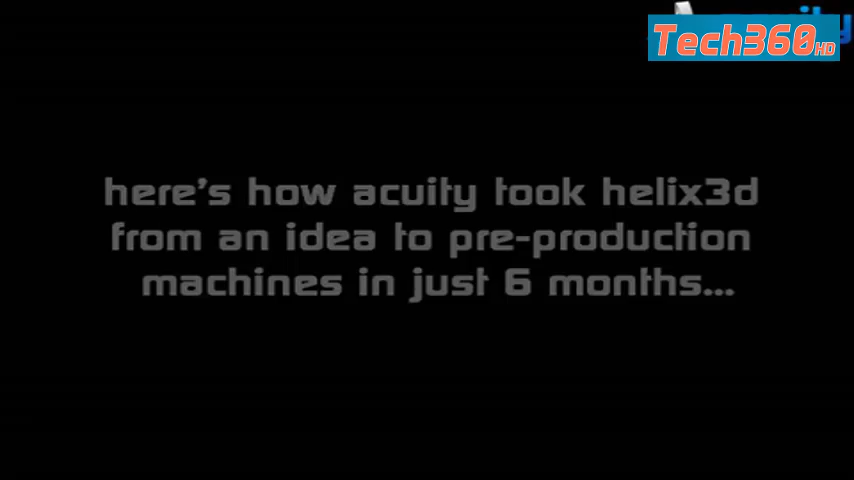 Tech360HD
here's how acuity took helix3d
from an idea to pre-production
machines in just 6 months...